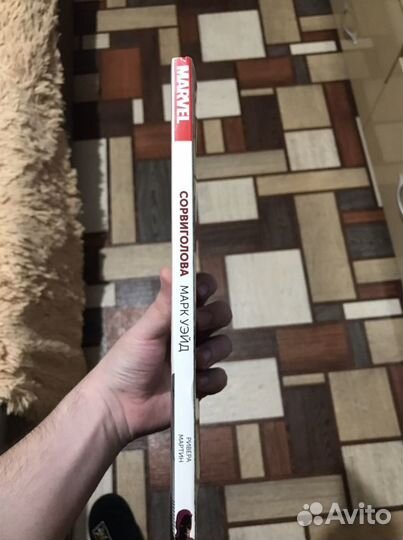 MARVEL
СОРВИГОЛОВА МАРК УЭЙД
РИВЕРА
МАРТИН
Avito